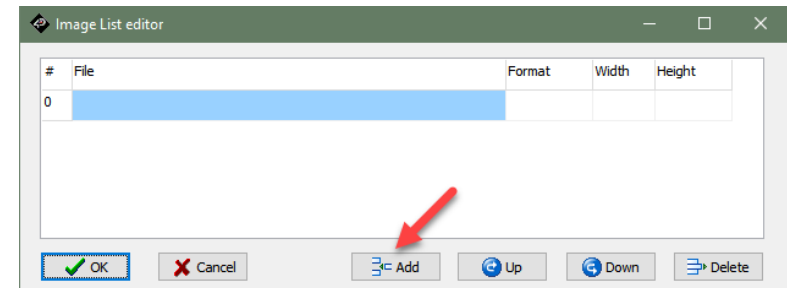 Image List editor
# File Format Width Height
0
OK Cancel Add Up Down Delete